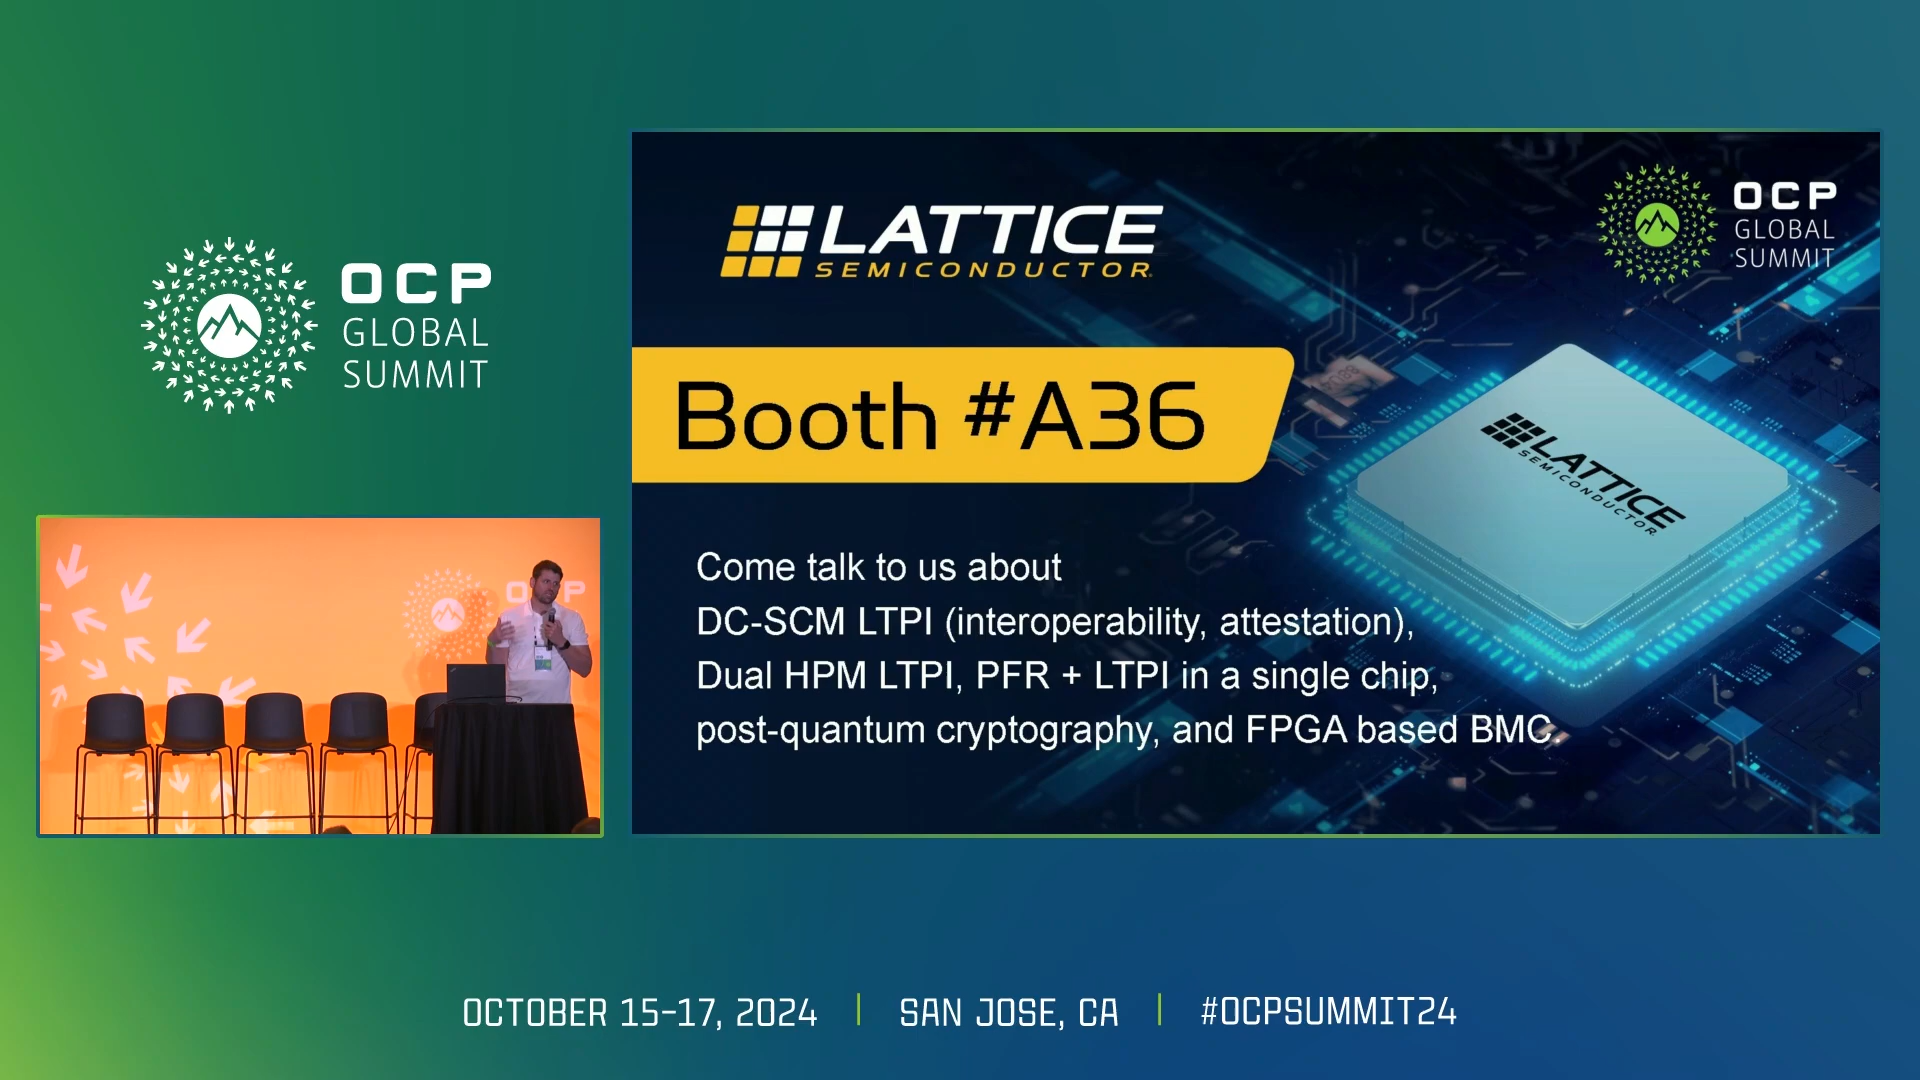 OCP
GLOBAL
SUMMIT
OCP
LATTICE
SEMICONDUCTOR
OCP
GLOBAL
SUMMIT
Booth #A36
LATTICE
SEMICONDUCTOR
Come talk to us about
DC-SCM LTPI (interoperability, attestation),
Dual HPM LTPI, PFR + LTPI in a single chip,
post-quantum cryptography, and FPGA based BMC.
OCTOBER 15-17, 2024 | SAN JOSE, CA | #OCPSUMMIT24